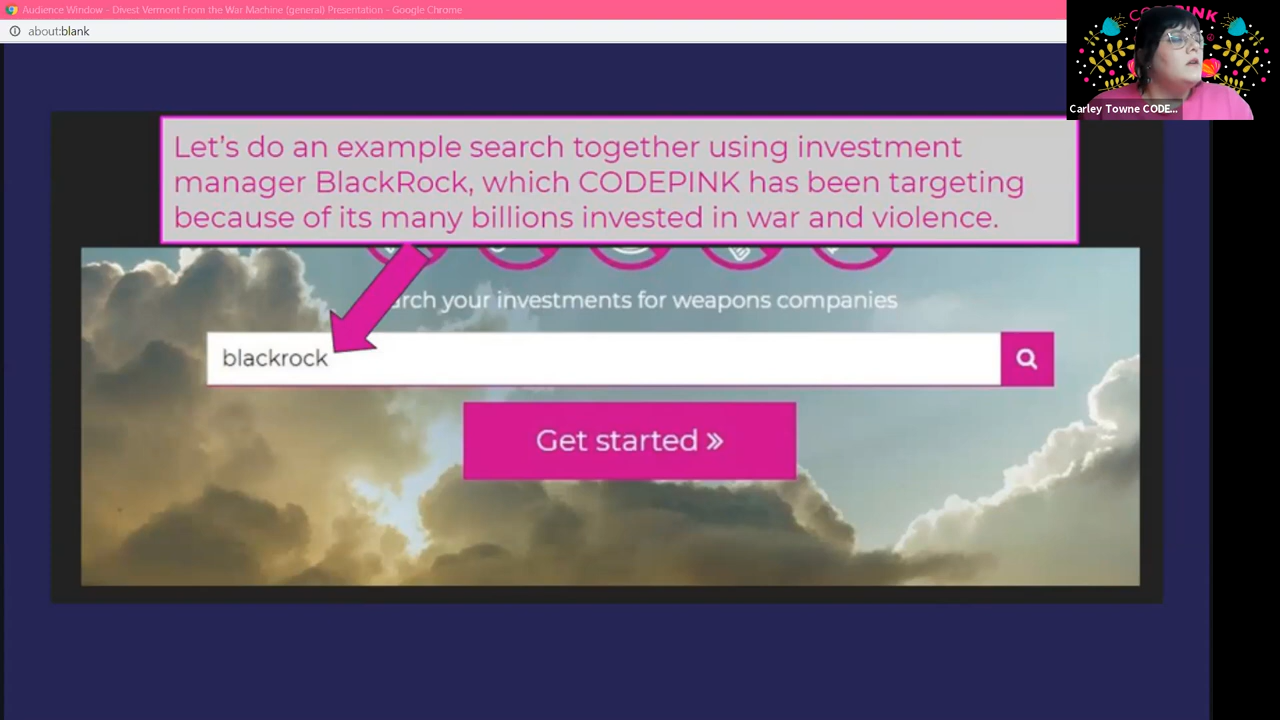 Audience Window - Divest Vermont From the War Machine (general) Presentation - Google Chrome
about:blank
CODEPINK
Carley Towne CODE...
Let's do an example search together using investment
manager BlackRock, which CODEPINK has been targeting
because of its many billions invested in war and violence.
your investments for weapons companies
blackrock
Get started »